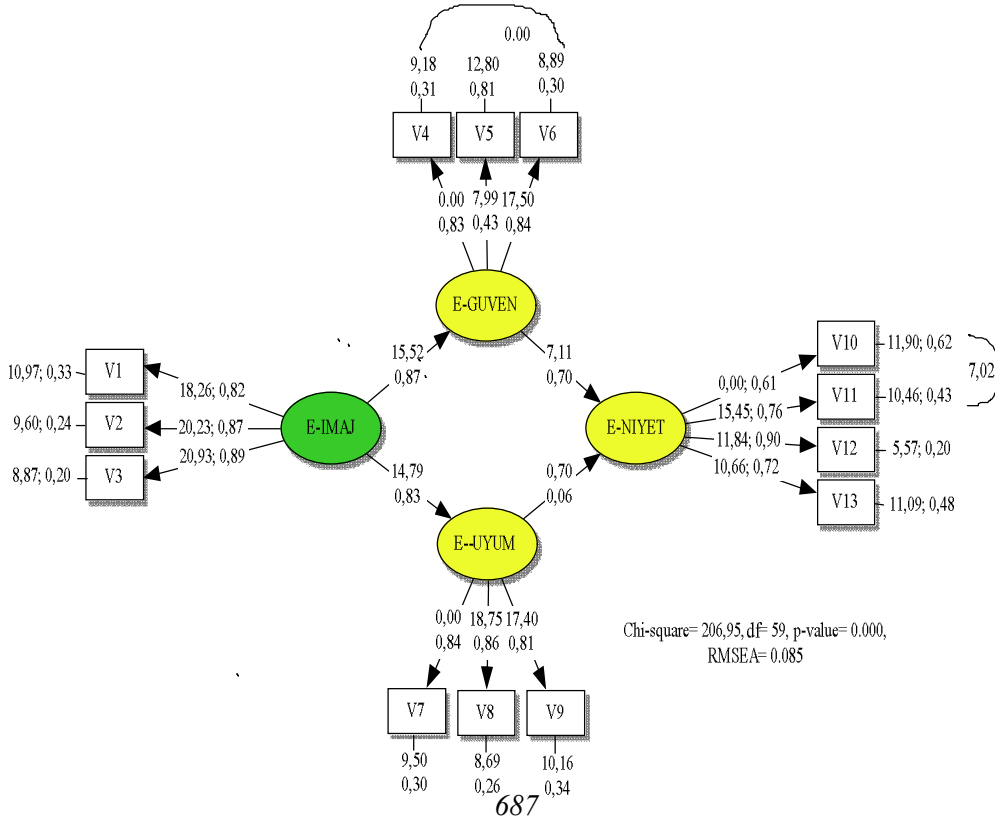 0.00
9,18 12,80 8,89
0,31 0,81 0,30
V4 V5 V6
0.00 7,99 17,50
0,83 0,43 0,84
E-GUVEN
15,52 7,11
0,87 0,70
V1
10,97; 0,33
18,26; 0,82
V2
9,60; 0,24
20,23; 0,87
V3
8,87; 0,20
20,93; 0,89
E-IMAJ
E-NIYET
V10
11,90; 0,62
0,00; 0,61
7,02
V11
10,46; 0,43
15,45; 0,76
V12
5,57; 0,20
11,84; 0,90
V13
11,09; 0,48
10,66; 0,72
14,79 0,70
0,83 0,06
E--UYUM
0,00 18,75 17,40
0,84 0,86 0,81
V7 V8 V9
9,50 8,69 10,16
0,30 0,26 0,34
Chi-square= 206,95, df= 59, p-value= 0.000,
RMSEA= 0.085
687